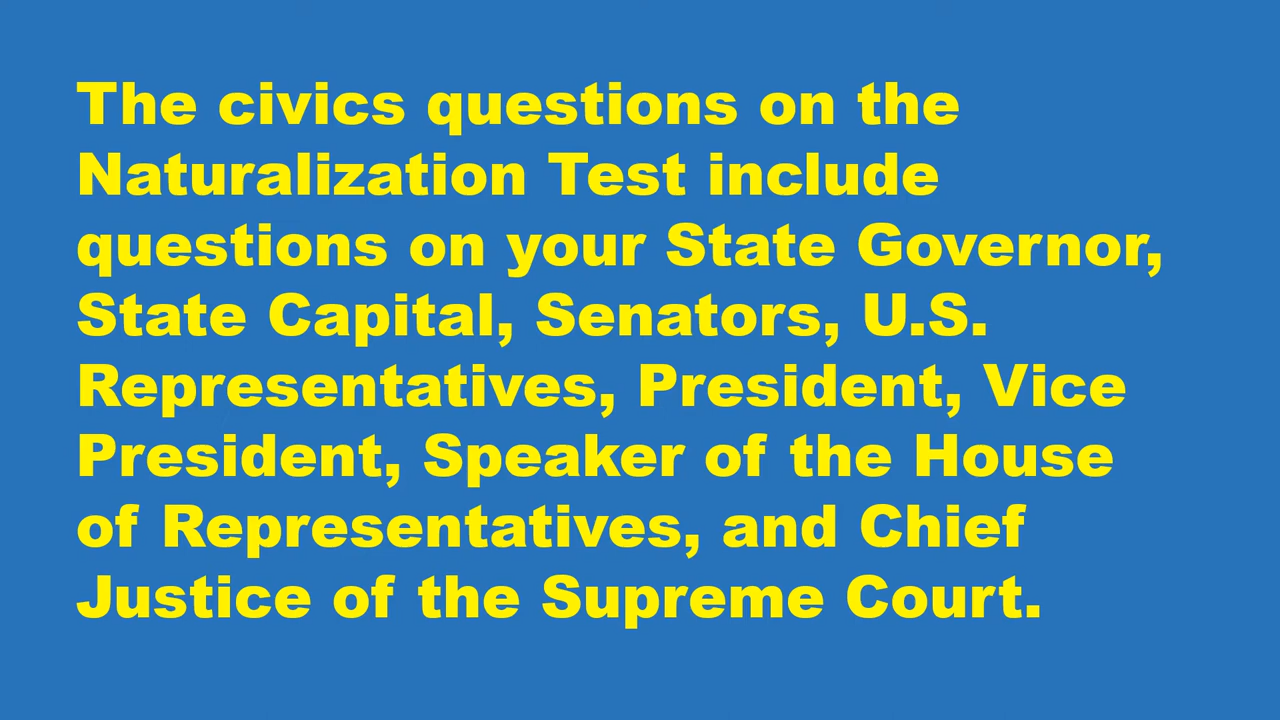 The civics questions on the
Naturalization Test include
questions on your State Governor,
State Capital, Senators, U.S.
Representatives, President, Vice
President, Speaker of the House
of Representatives, and Chief
Justice of the Supreme Court.